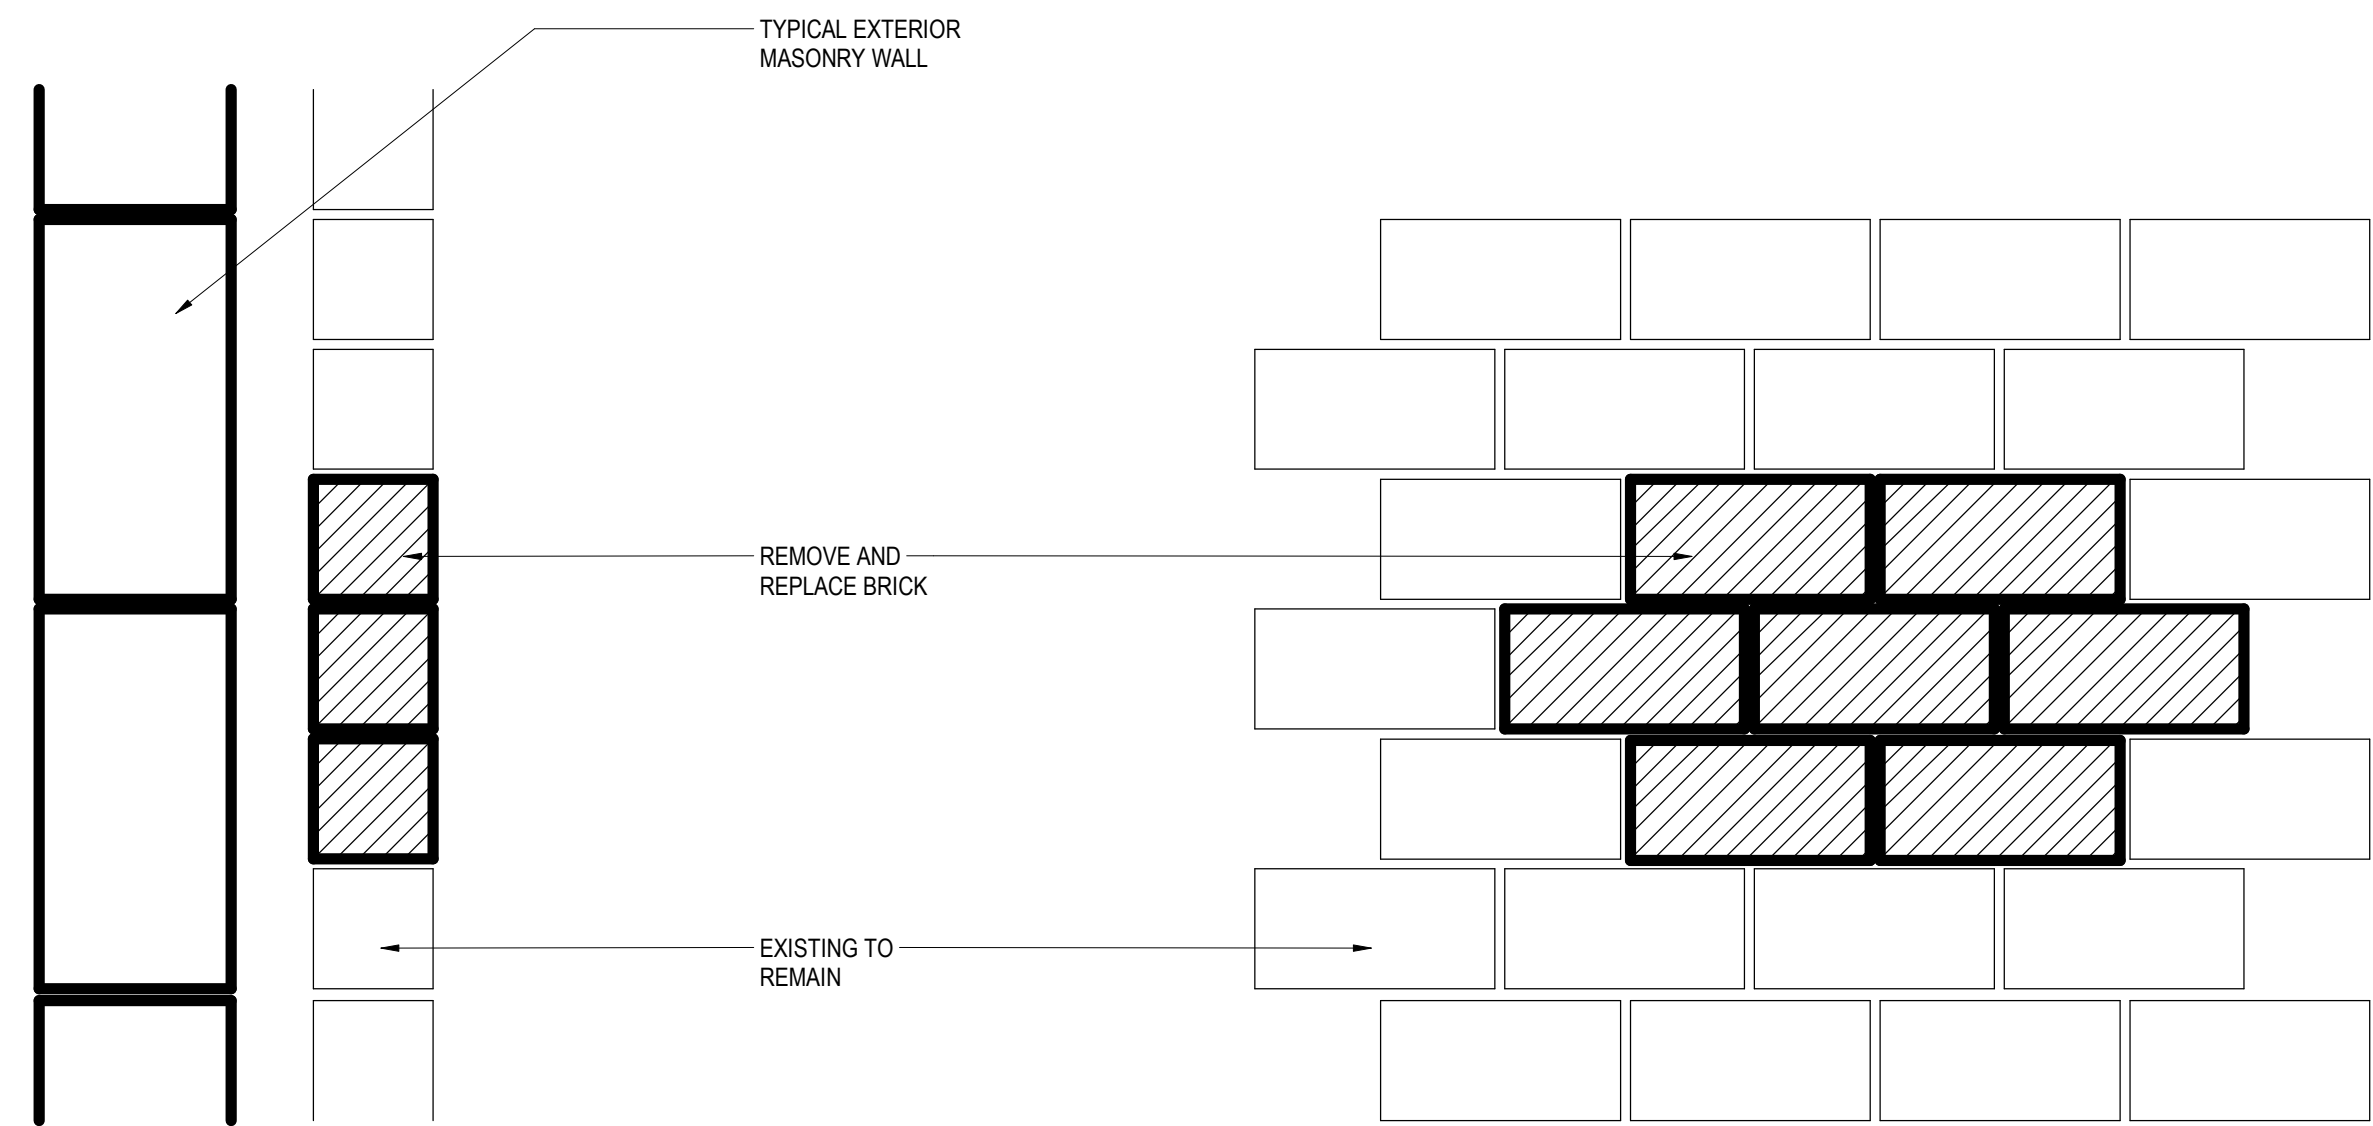 TYPICAL EXTERIOR
MASONRY WALL
REMOVE AND
REPLACE BRICK
EXISTING TO
REMAIN